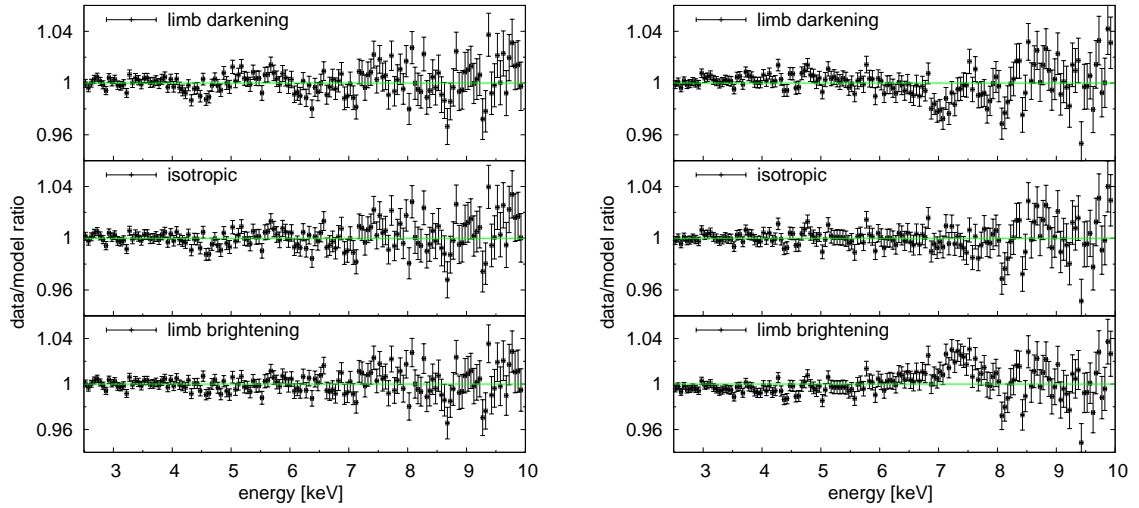 limb darkening
1.04
1
0.96
isotropic
1.04
1
0.96
data/model ratio
limb brightening
1.04
1
0.96
3 4 5 6 7 8 9 10
energy [keV]
limb darkening
1.04
1
0.96
isotropic
1.04
1
0.96
data/model ratio
limb brightening
1.04
1
0.96
3 4 5 6 7 8 9 10
energy [keV]